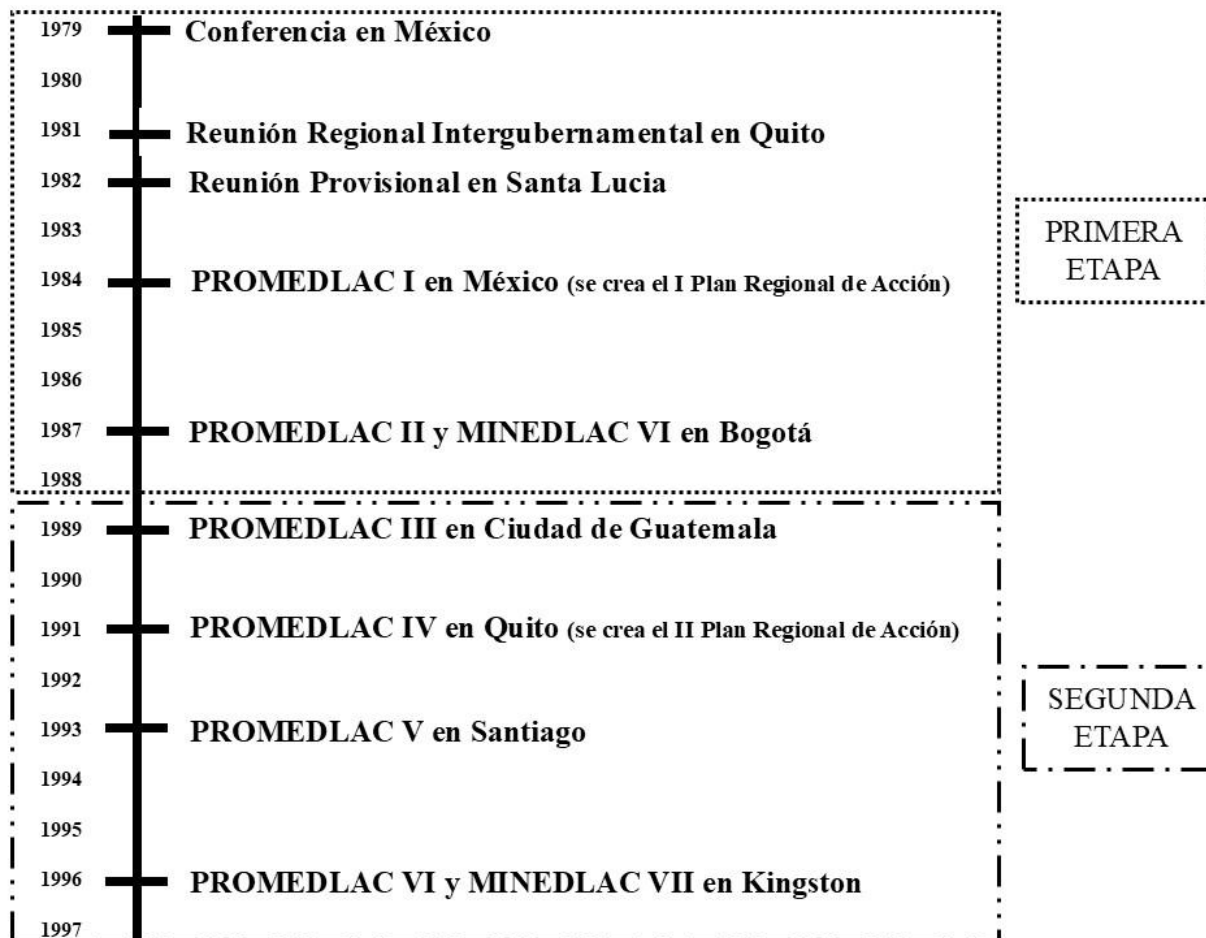 1979 Conferencia en México
1980
1981 Reunión Regional Intergubernamental en Quito
1982 Reunión Provisional en Santa Lucia
1983
1984 PROMEDLAC I en México (se crea el I Plan Regional de Acción)
1985
1986
1987 PROMEDLAC II y MINEDLAC VI en Bogotá
1988
PRIMERA
ETAPA
1989 PROMEDLAC III en Ciudad de Guatemala
1990
1991 PROMEDLAC IV en Quito (se crea el II Plan Regional de Acción)
1992
1993 PROMEDLAC V en Santiago
1994
1995
1996 PROMEDLAC VI y MINEDLAC VII en Kingston
1997
SEGUNDA
ETAPA